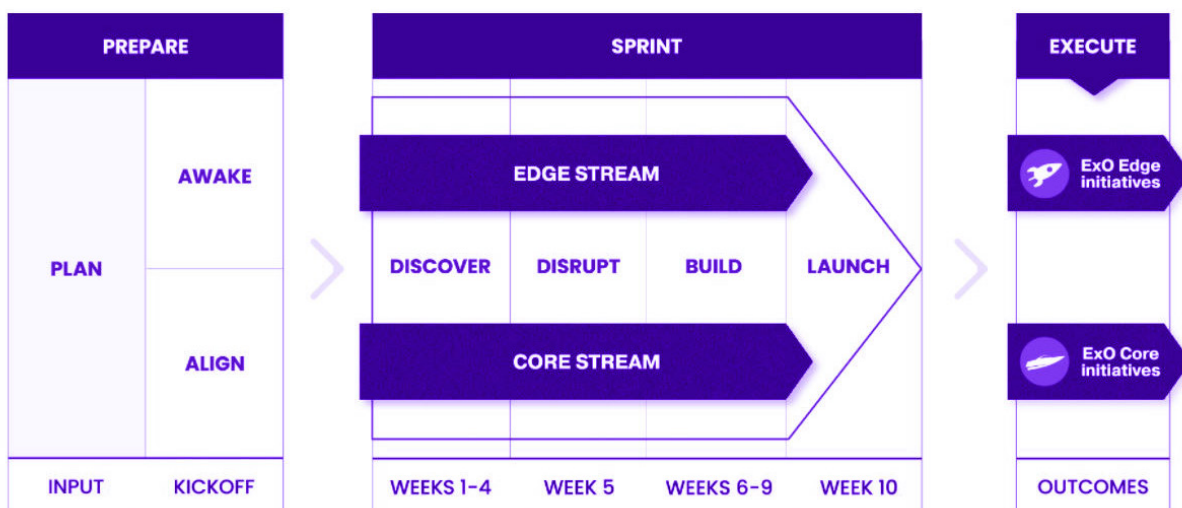 PREPARE
SPRINT
EXECUTE
AWAKE
EDGE STREAM
ExO Edge
initiatives
PLAN
DISCOVER
DISRUPT
BUILD
LAUNCH
ALIGN
CORE STREAM
ExO Core
initiatives
INPUT
KICKOFF
WEEKS 1-4
WEEK 5
WEEKS 6-9
WEEK 10
OUTCOMES